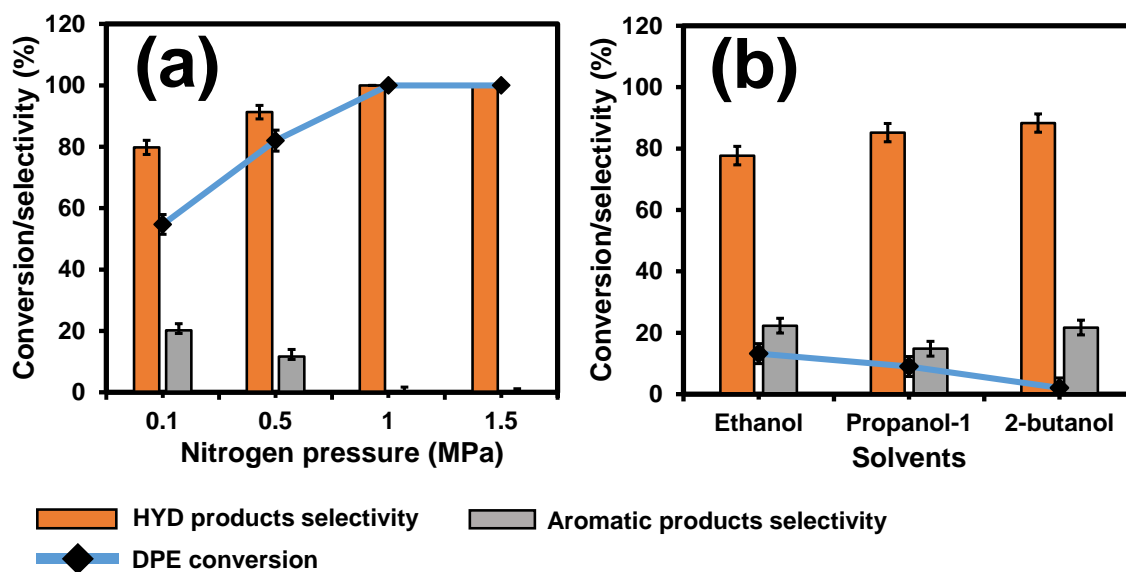 (a)
Conversion/selectivity (%)
120
100
80
60
40
20
0
0.1 0.5 1 1.5
Nitrogen pressure (MPa)
(b)
Conversion/selectivity (%)
120
100
80
60
40
20
0
Ethanol Propanol-1 2-butanol
Solvents
HYD products selectivity
Aromatic products selectivity
DPE conversion